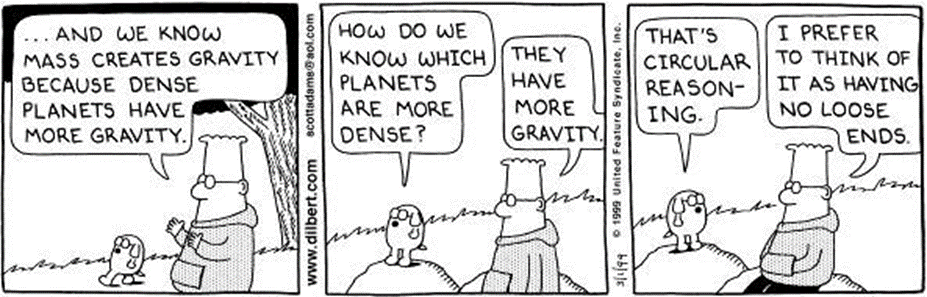 ... AND WE KNOW
MASS CREATES GRAVITY
BECAUSE DENSE
PLANETS HAVE
MORE GRAVITY.
www.dilbert.com
scottadams@aol.com
HOW DO WE
KNOW WHICH
PLANETS
ARE MORE
DENSE?
THEY
HAVE
MORE
GRAVITY.
3/1/99 © 1999 United Feature Syndicate, Inc.
THAT'S
CIRCULAR
REASON-
ING.
I PREFER
TO THINK OF
IT AS HAVING
NO LOOSE
ENDS.